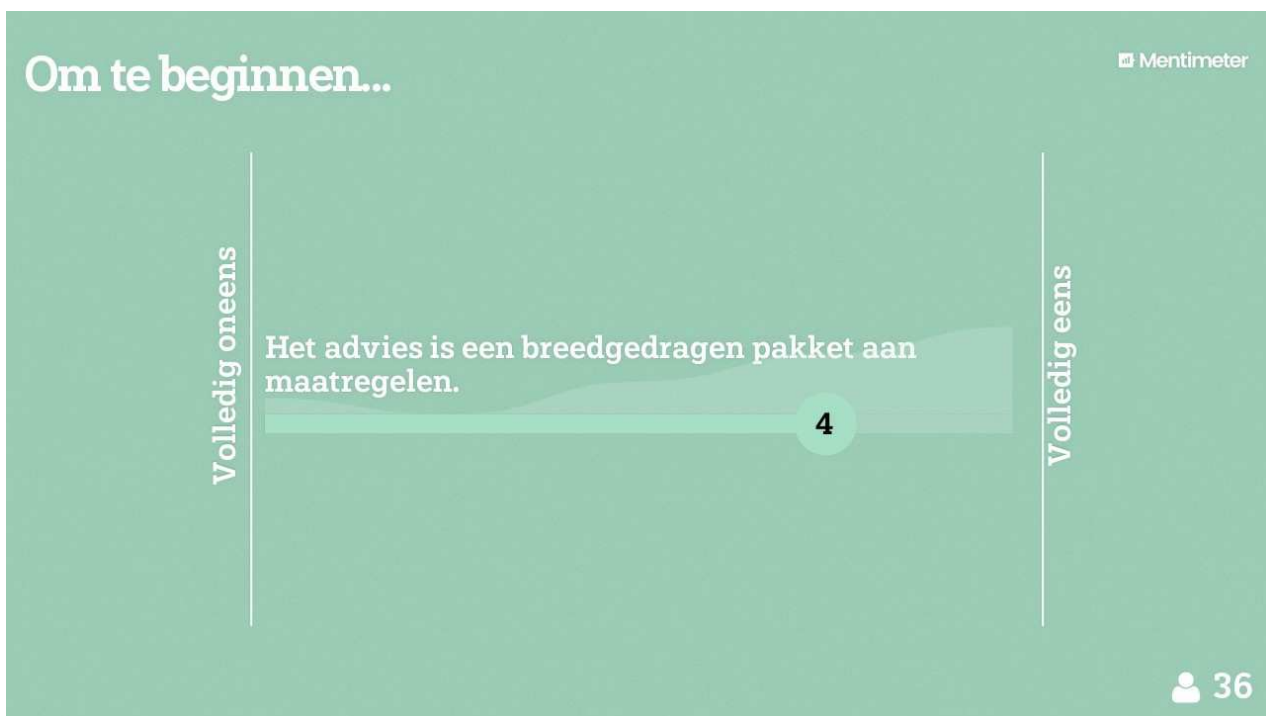 Om te beginnen...
Mentimeter
Volledig oneens
Het advies is een breedgedragen pakket aan
maatregelen.
4
Volledig eens
36